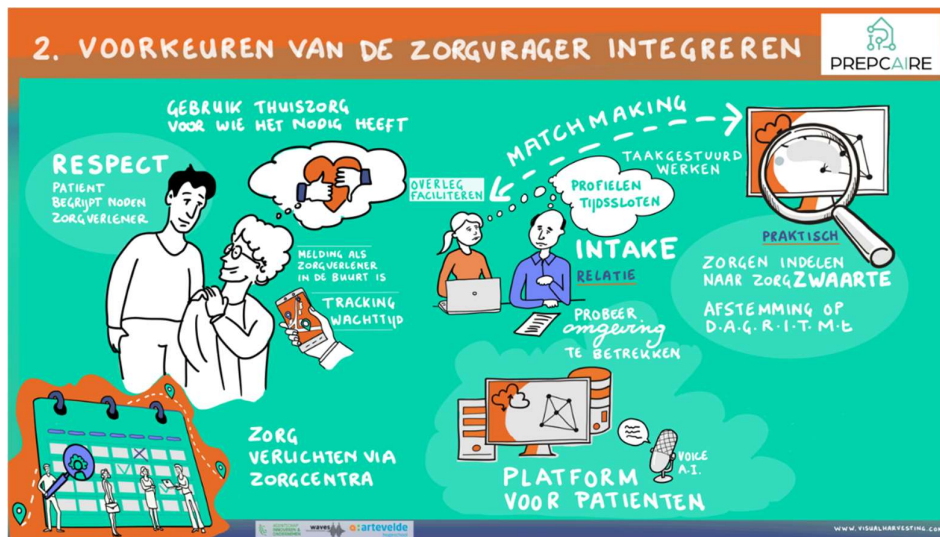 2. VOORKEUREN VAN DE ZORGVRAGER INTEGREREN
PREPCAIRE
GEBRUIK THUISZORG
VOOR WIE HET NODIG HEEFT
RESPECT
PATIENT
BEGRIJPT NODEN
ZORGVERLENER
MELDING ALS
ZORGVERLENER
IN DE BUURT IS
TRACKING
WACHTTIJD
MATCHMAKING
OVERLEG
FACILITEREN
PROFIELEN
TIJDSSLOTEN
INTAKE
RELATIE
PROBEER
omgeving
TE BETREKKEN
TAAKGESTUURD
WERKEN
PRAKTISCH
ZORGEN INDELEN
NAAR ZORGZWAARTE
AFSTEMMING OP
D.A.G.R.I.T.M.E
ZORG
VERLICHTEN VIA
ZORGCENTRA
VOICE
A.I.
PLATFORM
VOOR PATIENTEN
waves
a:artevelde
WWW.VISUALHARVESTING.COM